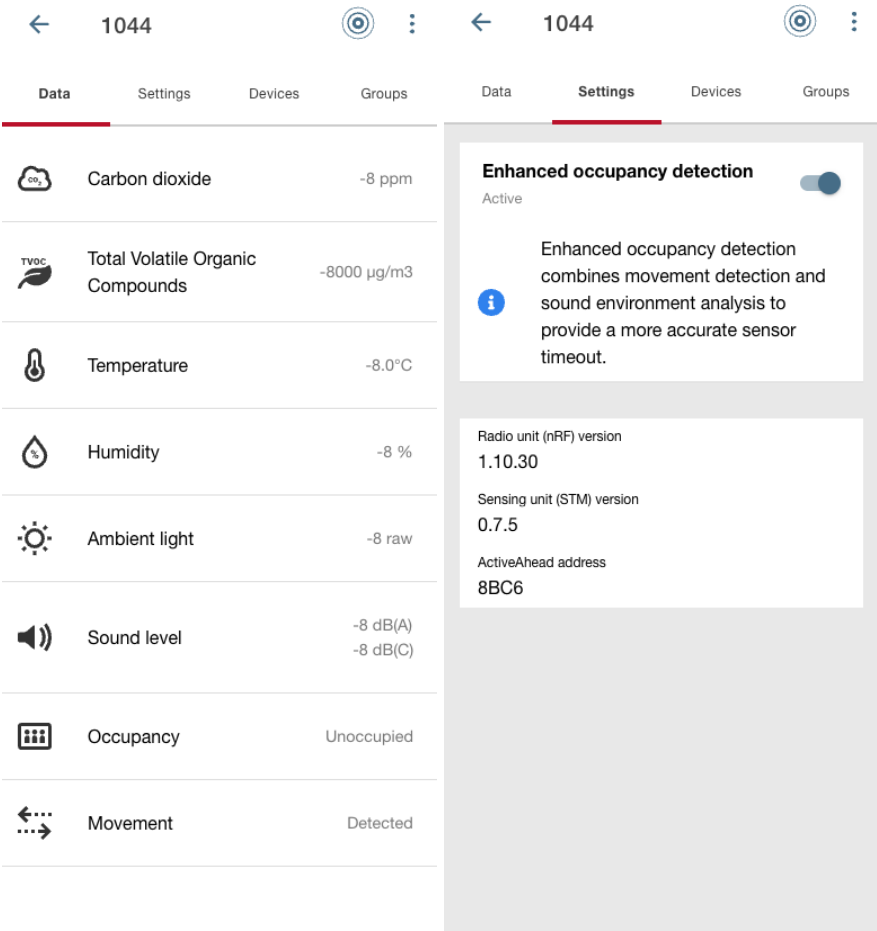 1044
Data Settings Devices Groups
CO₂ Carbon dioxide -8 ppm
TVOC Total Volatile Organic
Compounds -8000 µg/m3
Temperature -8.0°C
% Humidity -8 %
Ambient light -8 raw
Sound level -8 dB(A)
-8 dB(C)
Occupancy Unoccupied
Movement Detected
1044
Data Settings Devices Groups
Enhanced occupancy detection
Active
i
Enhanced occupancy detection
combines movement detection and
sound environment analysis to
provide a more accurate sensor
timeout.
Radio unit (nRF) version
1.10.30
Sensing unit (STM) version
0.7.5
ActiveAhead address
8BC6